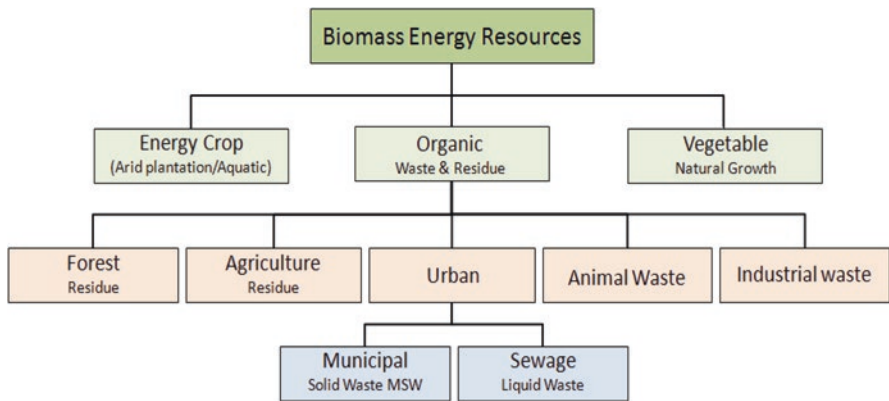 Biomass Energy Resources
Energy Crop
(Arid plantation/Aquatic)
Organic
Waste & Residue
Vegetable
Natural Growth
Forest
Residue
Agriculture
Residue
Urban
Animal Waste
Industrial waste
Municipal
Solid Waste MSW
Sewage
Liquid Waste